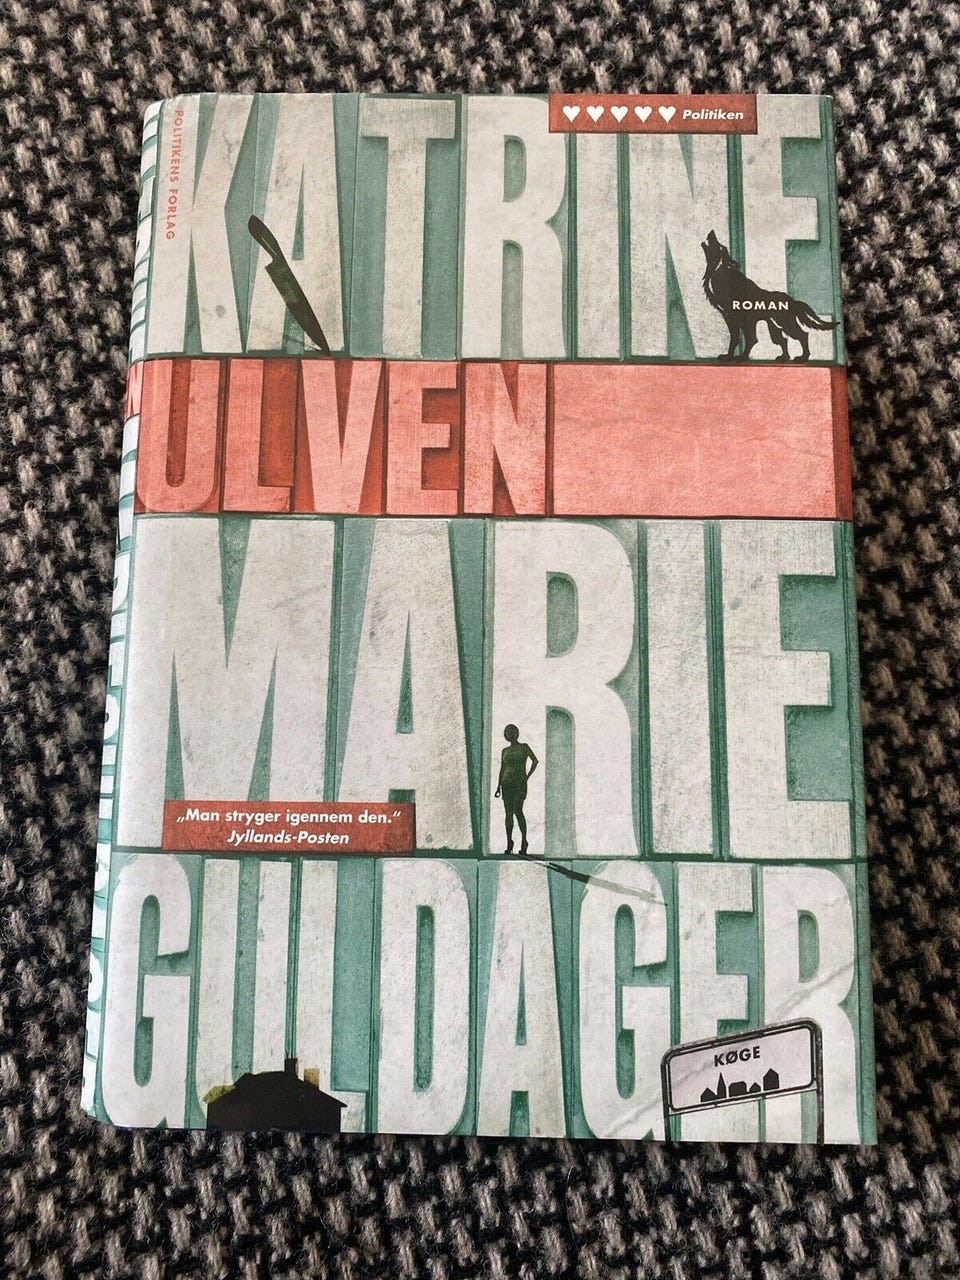 POLITIKENS FORLAG
♥♥♥♥♥ Politiken
KATRINE
ROMAN
ULVEN
MARIE
„Man stryger igennem den.“
Jyllands-Posten
GULDAGER
KØGE